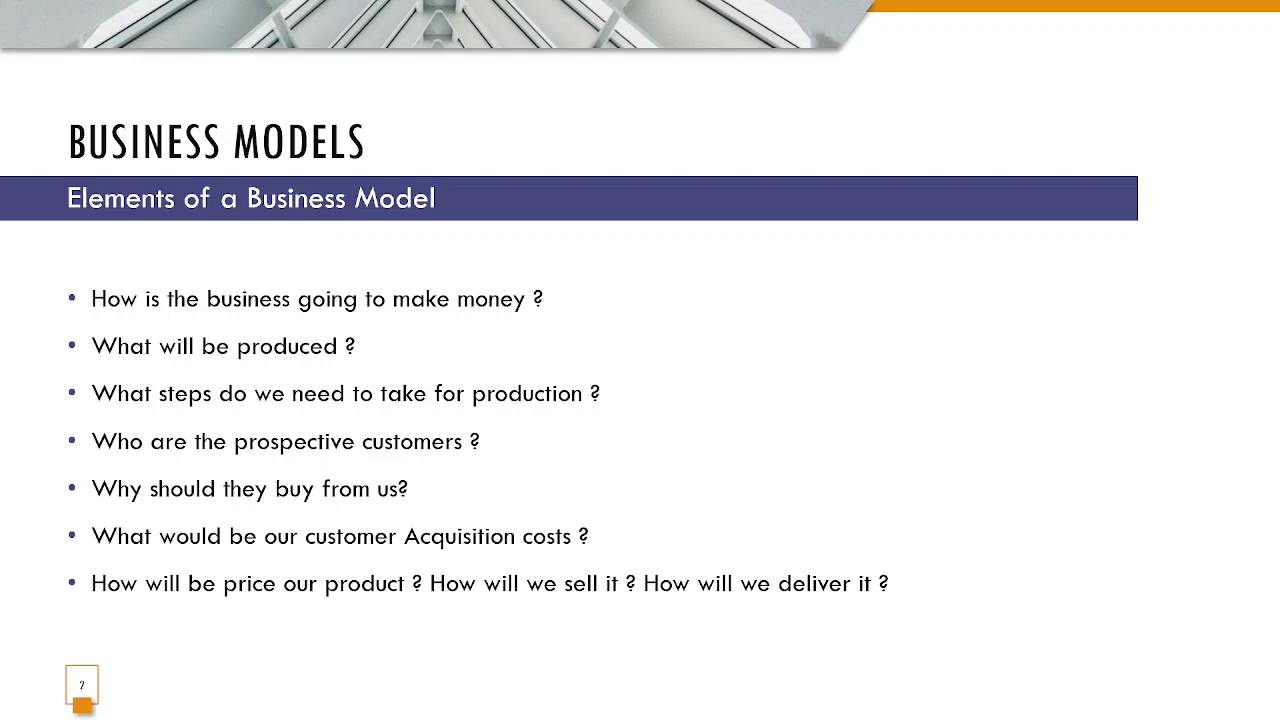 BUSINESS MODELS
Elements of a Business Model
• How is the business going to make money ?
• What will be produced ?
• What steps do we need to take for production ?
• Who are the prospective customers ?
• Why should they buy from us?
• What would be our customer Acquisition costs ?
• How will be price our product ? How will we sell it ? How will we deliver it ?